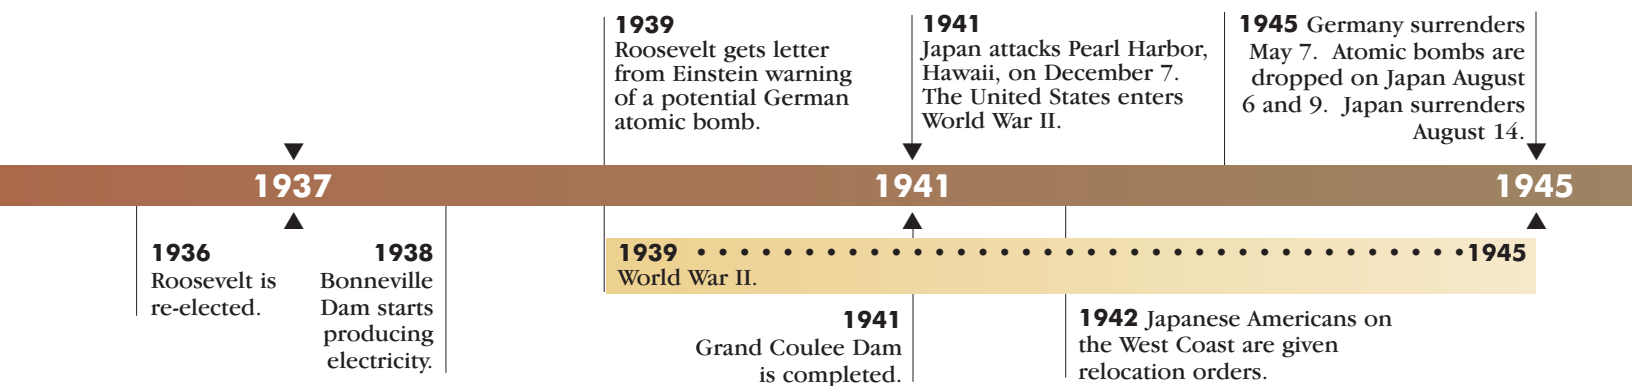 1939
Roosevelt gets letter
from Einstein warning
of a potential German
atomic bomb.
1941
Japan attacks Pearl Harbor,
Hawaii, on December 7.
The United States enters
World War II.
1945 Germany surrenders
May 7. Atomic bombs are
dropped on Japan August
6 and 9. Japan surrenders
August 14.
1937
1941
1945
1936
Roosevelt is
re-elected.
1938
Bonneville
Dam starts
producing
electricity.
1939 • • • • • • • • • • • • • • • • • • • • • • • • • • • • • • • • • • • • 1945
World War II.
1941
Grand Coulee Dam
is completed.
1942 Japanese Americans on
the West Coast are given
relocation orders.